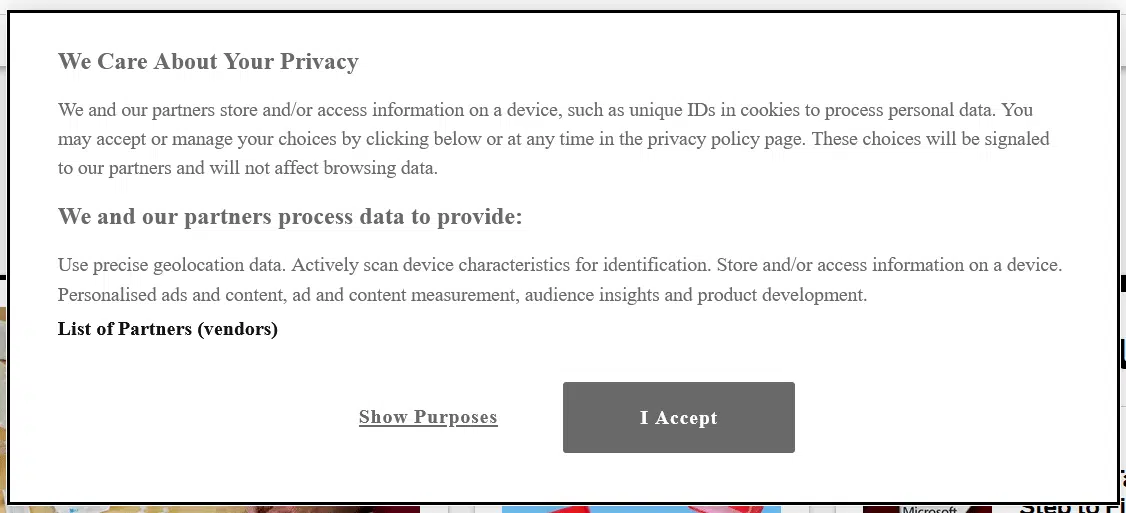 We Care About Your Privacy
We and our partners store and/or access information on a device, such as unique IDs in cookies to process personal data. You
may accept or manage your choices by clicking below or at any time in the privacy policy page. These choices will be signaled
to our partners and will not affect browsing data.
We and our partners process data to provide:
Use precise geolocation data. Actively scan device characteristics for identification. Store and/or access information on a device.
Personalised ads and content, ad and content measurement, audience insights and product development.
List of Partners (vendors)
Show Purposes
I Accept
Microsoft
Step to